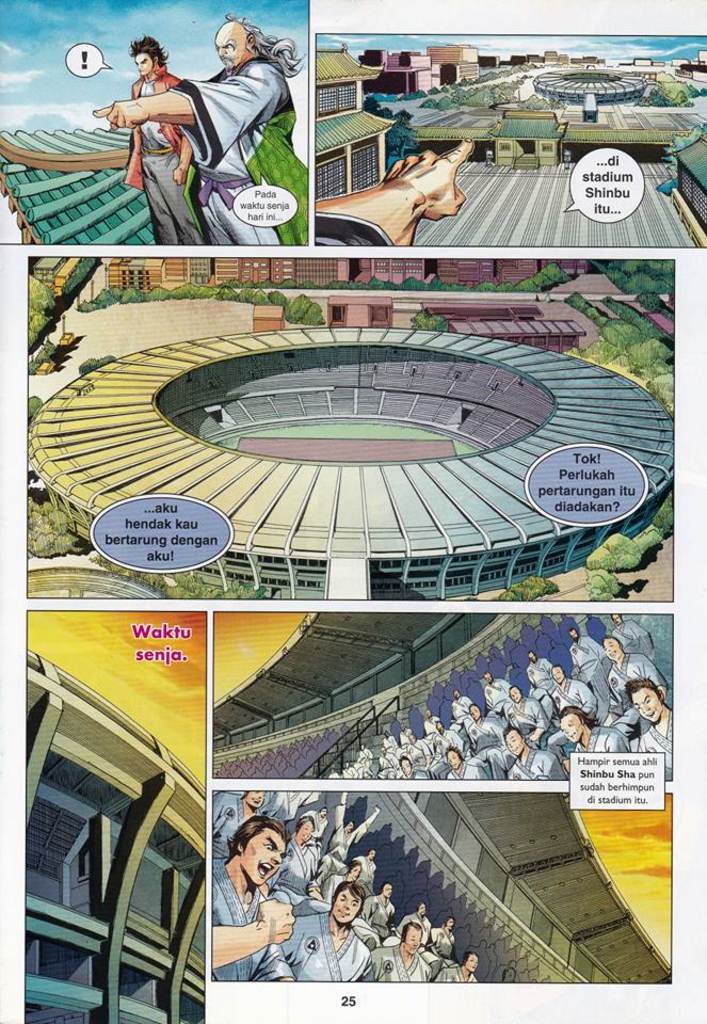 !
Pada
waktu senja
hari ini...
...di
stadium
Shinbu
itu...
...aku
hendak kau
bertarung dengan
aku!
Tok!
Perlukah
pertarungan itu
diadakan?
Waktu
senja.
Hampir semua ahli
Shinbu Sha pun
sudah berhimpun
di stadium itu.
25